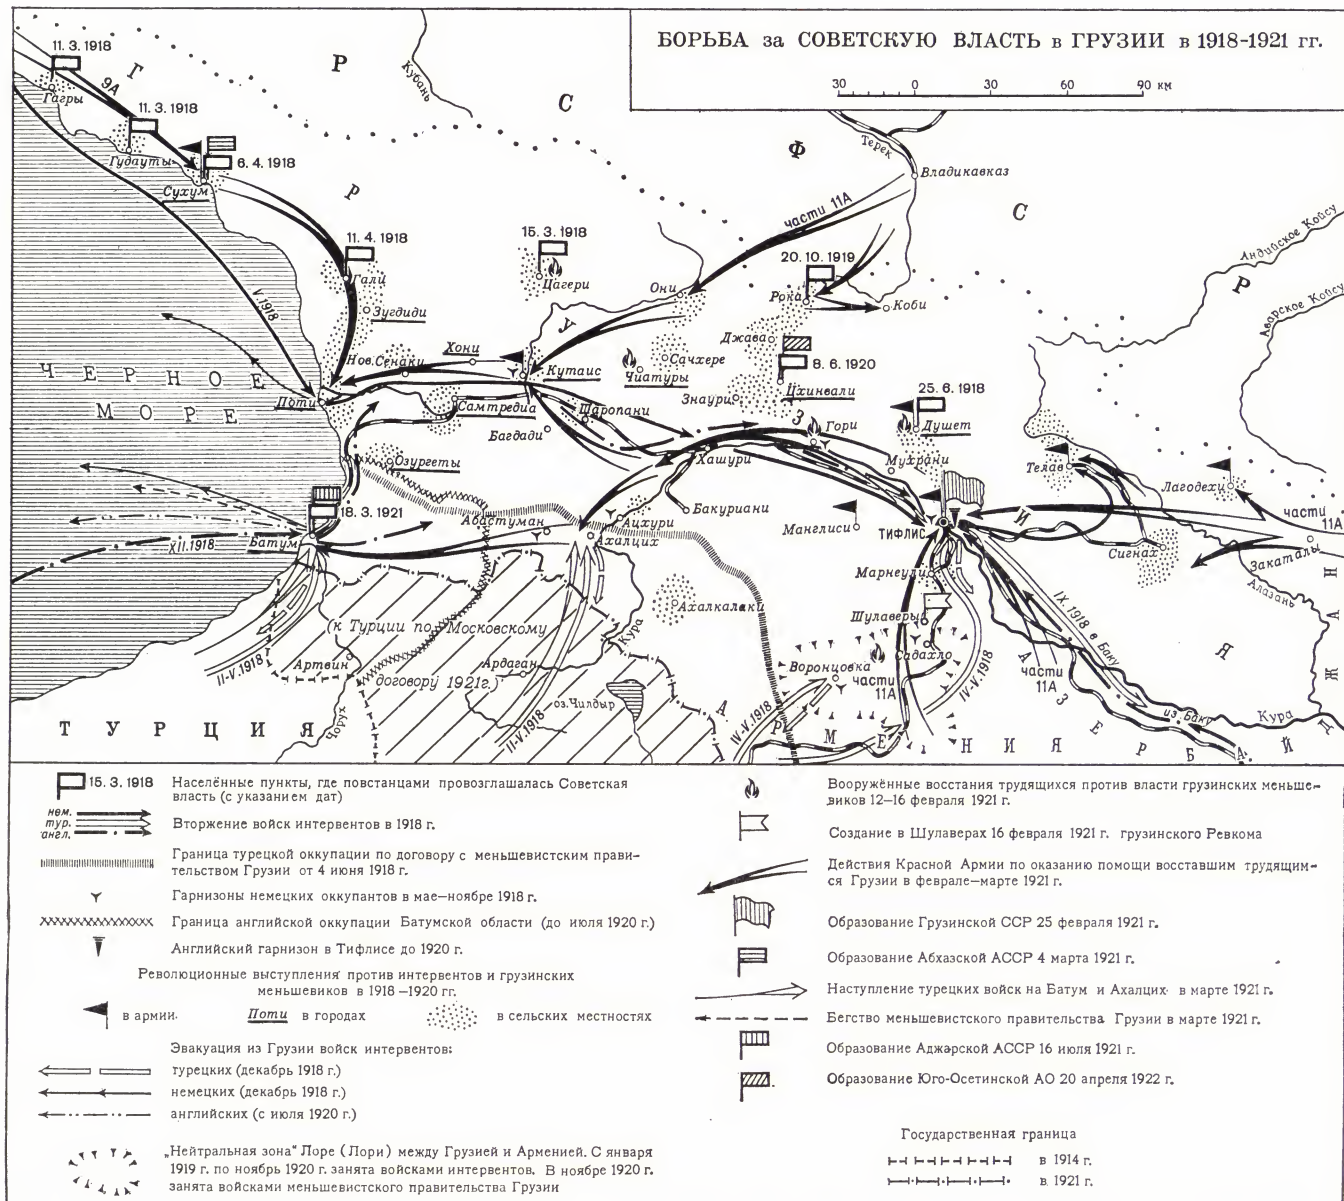 БОРЬБА за СОВЕТСКУЮ ВЛАСТЬ в ГРУЗИИ в 1918-1921 гг.
30 0 30 60 90 км
11. 3. 1918
Гагры
9А
11. 3. 1918
Гудауты
6. 4. 1918
Сухум
Г Р У З И Я
Р С Ф С Р
Кубань
Терек
Владикавказ
части 11А
Андийское Койсу
Аварское Койсу
11. 4. 1918
Гали
Зугдиди
15. 3. 1918
Цагери
Они
20. 10. 1919
Рока
Коби
V. 1918
ЧЕРНОЕ
МОРЕ
Нов. Сенаки
Хони
Кутаис
Сачхере
Чиатуры
Джава
8. 6. 1920
Цхинвали
Знаури
25. 6. 1918
Душет
Поти
Самтредиа
Шаропани
Багдади
Гори
Хашури
Мухрани
Телав
Лагодехи
Озургеты
18. 3. 1921
Батум
XII. 1918
Абастуман
Ацхури
Ахалцих
Бакуриани
Манглиси
ТИФЛИС
Сигнах
части
11А
Закаталы
Алазань
Марнеули
Ахалкалаки
Шулаверы
Садахло
Воронцовка
части
11А
IX. 1918 в Баку
части
11А
из Баку
Кура
(к Турции по Московскому
договору 1921г.)
Артвин
Ардаган
Кура
оз. Чилдыр
Чорух
II-V. 1918
II-V. 1918
IV-V. 1918
IV-V. 1918
ТУРЦИЯ
АРМЕНИЯ
АЗЕРБАЙДЖАН
15. 3. 1918 Населённые пункты, где повстанцами провозглашалась Советская
власть (с указанием дат)
нем.
тур.
англ.
Вторжение войск интервентов в 1918 г.
Граница турецкой оккупации по договору с меньшевистским прави-
тельством Грузии от 4 июня 1918 г.
Гарнизоны немецких оккупантов в мае–ноябре 1918 г.
Граница английской оккупации Батумской области (до июля 1920 г.)
Английский гарнизон в Тифлисе до 1920 г.
Революционные выступления против интервентов и грузинских
меньшевиков в 1918–1920 гг.
в армии. Поти в городах в сельских местностях
Эвакуация из Грузии войск интервентов:
турецких (декабрь 1918 г.)
немецких (декабрь 1918 г.)
английских (с июля 1920 г.)
„Нейтральная зона“ Лоре (Лори) между Грузией и Арменией. С января
1919 г. по ноябрь 1920 г. занята войсками интервентов. В ноябре 1920 г.
занята войсками меньшевистского правительства Грузии
Вооружённые восстания трудящихся против власти грузинских меньше-
виков 12–16 февраля 1921 г.
Создание в Шулаверах 16 февраля 1921 г. грузинского Ревкома
Действия Красной Армии по оказанию помощи восставшим трудящим-
ся Грузии в феврале–марте 1921 г.
Образование Грузинской ССР 25 февраля 1921 г.
Образование Абхазской АССР 4 марта 1921 г.
Наступление турецких войск на Батум и Ахалцих в марте 1921 г.
Бегство меньшевистского правительства Грузии в марте 1921 г.
Образование Аджарской АССР 16 июля 1921 г.
Образование Юго-Осетинской АО 20 апреля 1922 г.
Государственная граница
в 1914 г.
в 1921 г.